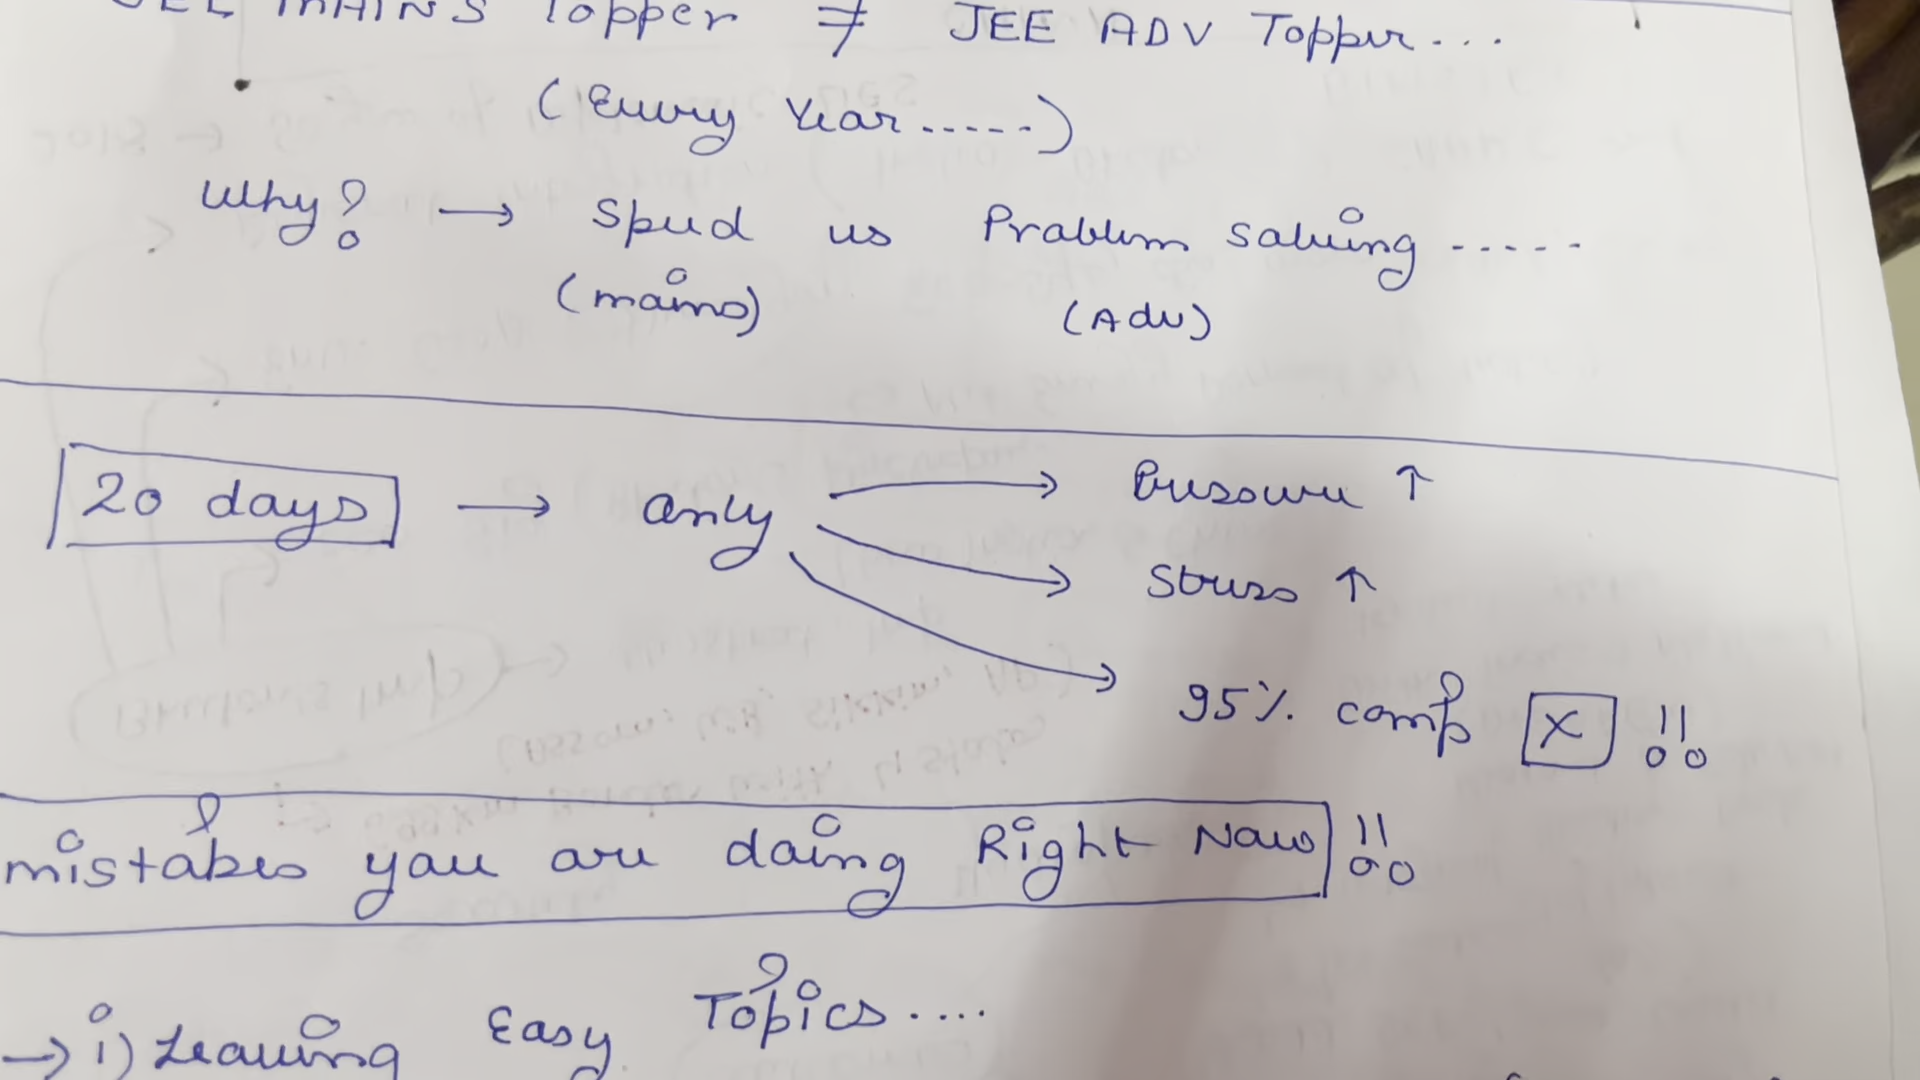 JEE MAINS Topper ≠ JEE ADV Topper...
(Every Year.....)
Why? → Speed vs Problem solving.....
(mains) (Adv)
20 days → only → Pressure ↑
→ Stress ↑
→ 95% comp [X] !!
mistakes you are doing Right Now !!
→ i) Leaving Easy Topics....